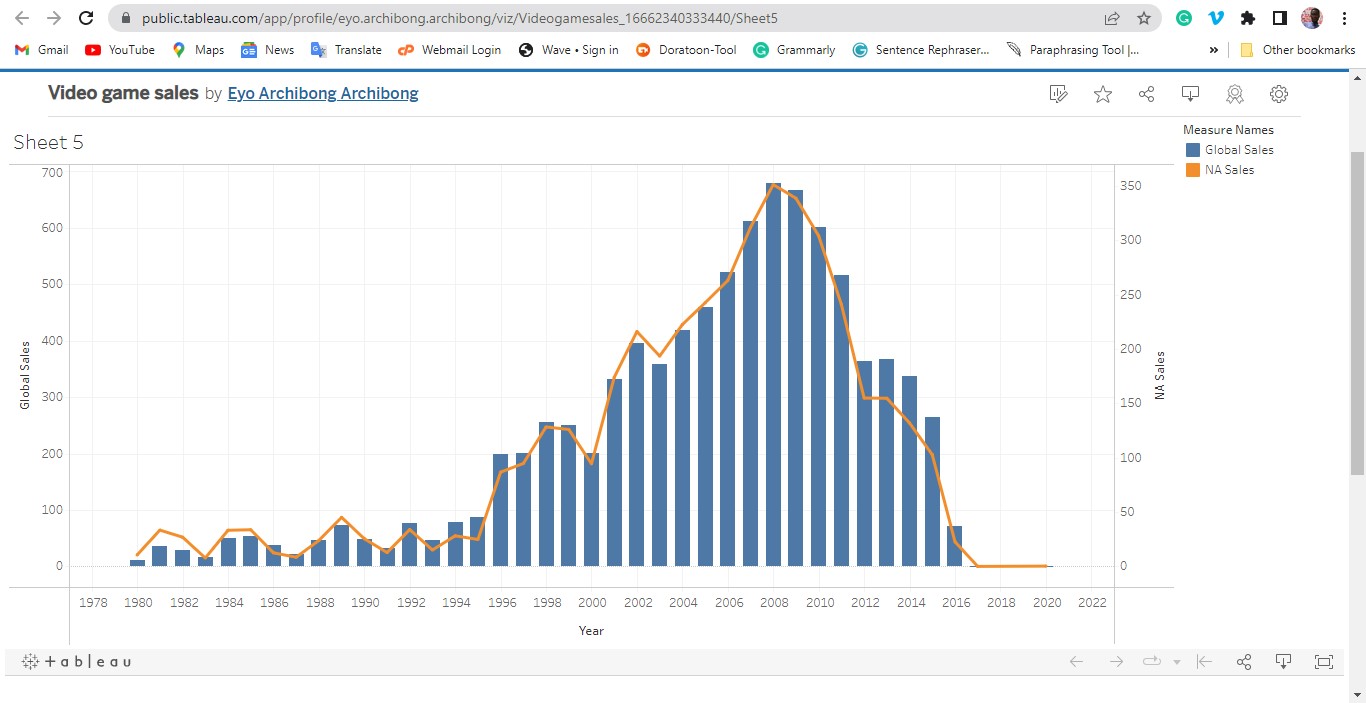 public.tableau.com/app/profile/eyo.archibong.archibong/viz/Videogamesales_16662340333440/Sheet5
Gmail YouTube Maps News Translate Webmail Login Wave • Sign in Doratoon-Tool Grammarly Sentence Rephraser... Paraphrasing Tool |... » Other bookmarks
Video game sales by Eyo Archibong Archibong
Sheet 5
Measure Names
Global Sales
NA Sales
700
600
500
400
300
200
100
0
Global Sales
350
300
250
200
150
100
50
0
NA Sales
1978 1980 1982 1984 1986 1988 1990 1992 1994 1996 1998 2000 2002 2004 2006 2008 2010 2012 2014 2016 2018 2020 2022
Year
+ableau